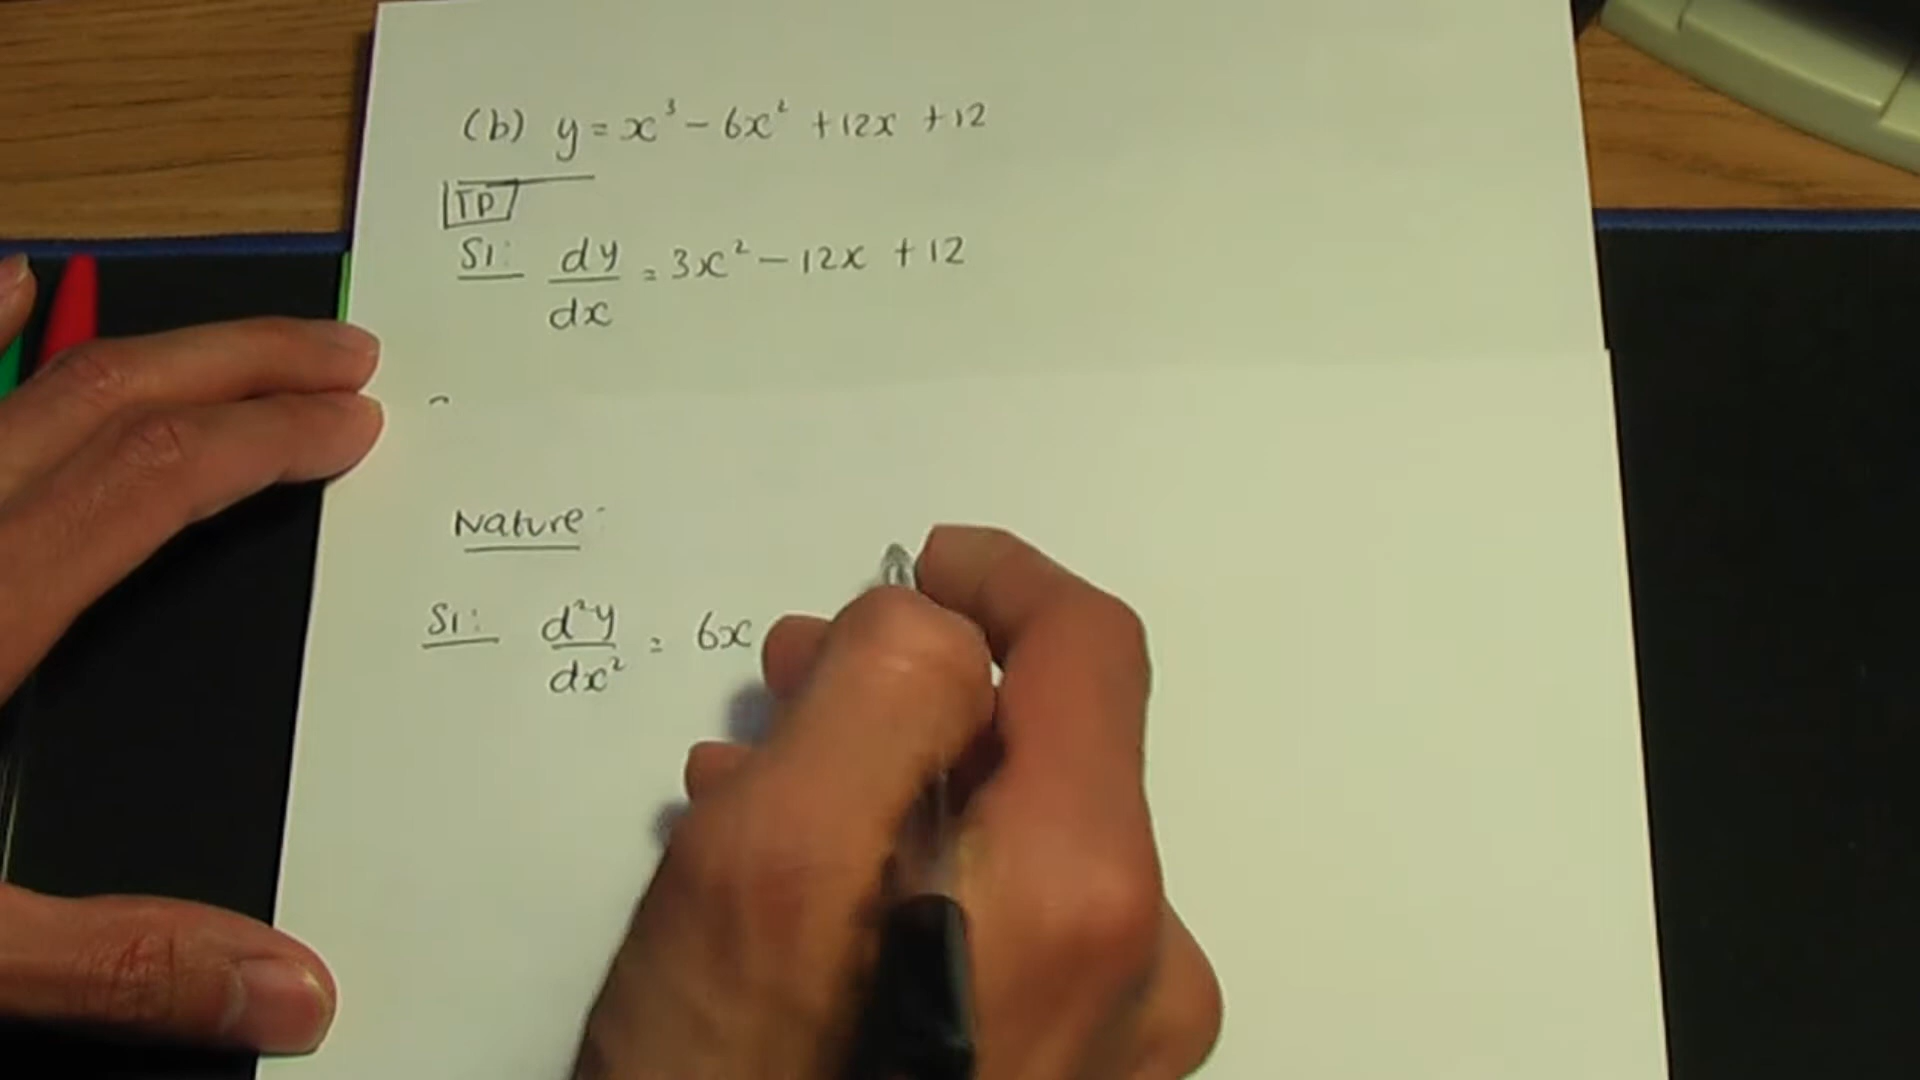 (b) y = x³ - 6x² + 12x + 12
TP
S1: dy/dx = 3x² - 12x + 12
Nature:
S1: d²y/dx² = 6x